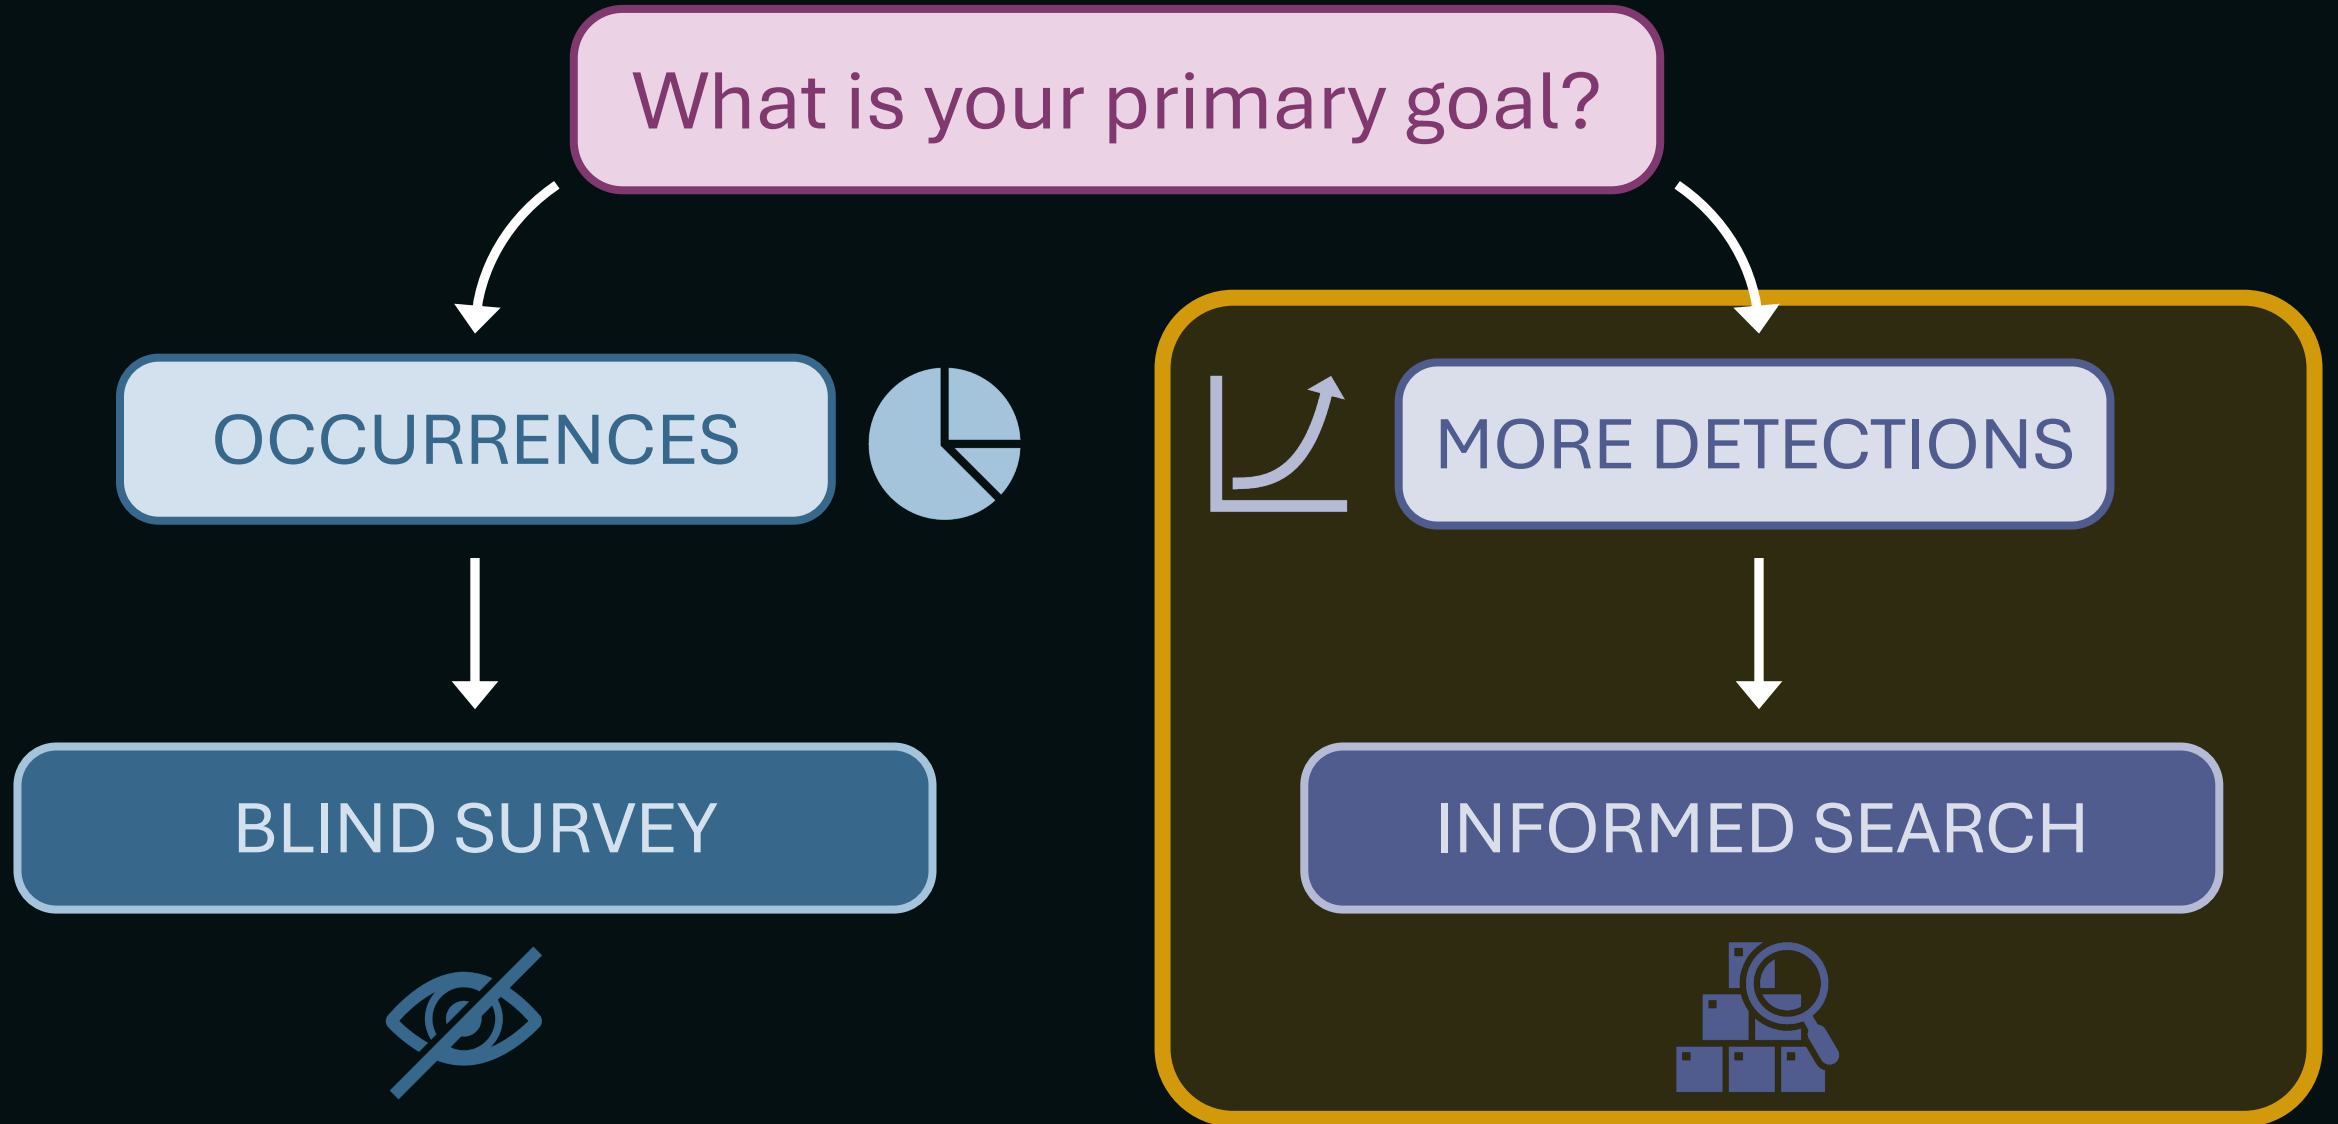 What is your primary goal?
OCCURRENCES
MORE DETECTIONS
BLIND SURVEY
INFORMED SEARCH